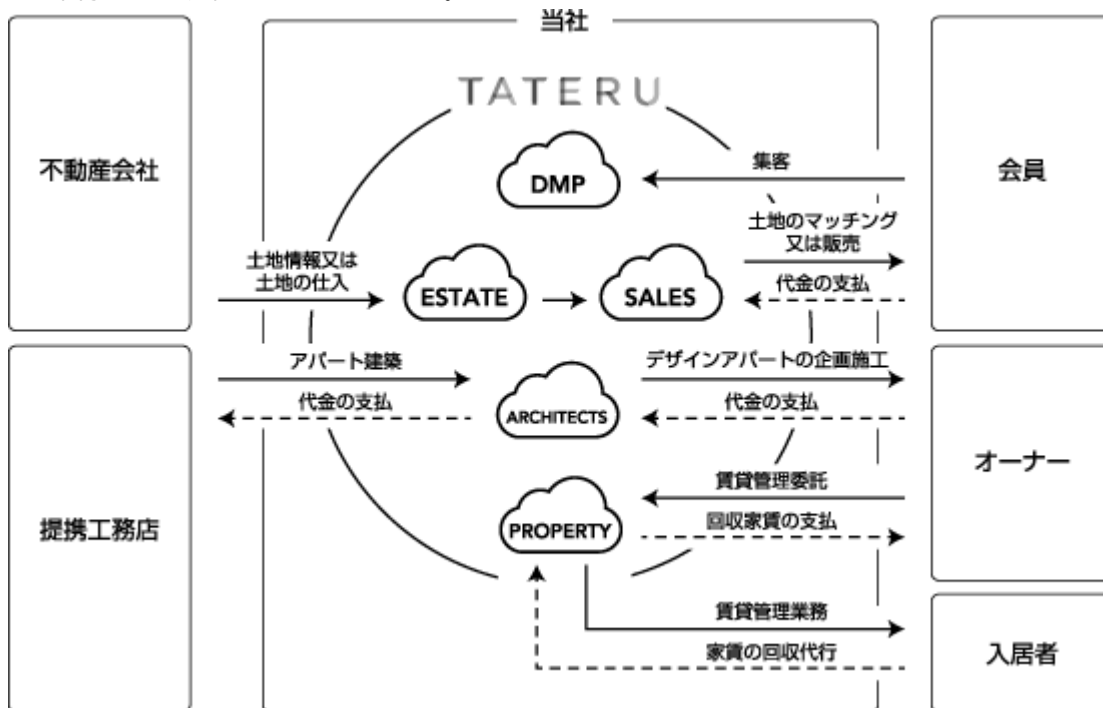 当社
TATERU
不動産会社
DMP
集客
会員
土地のマッチング
又は販売
土地情報又は
土地の仕入
ESTATE
SALES
代金の支払
アパート建築
デザインアパートの企画施工
代金の支払
ARCHITECTS
代金の支払
オーナー
賃貸管理委託
提携工務店
PROPERTY
回収家賃の支払
賃貸管理業務
家賃の回収代行
入居者